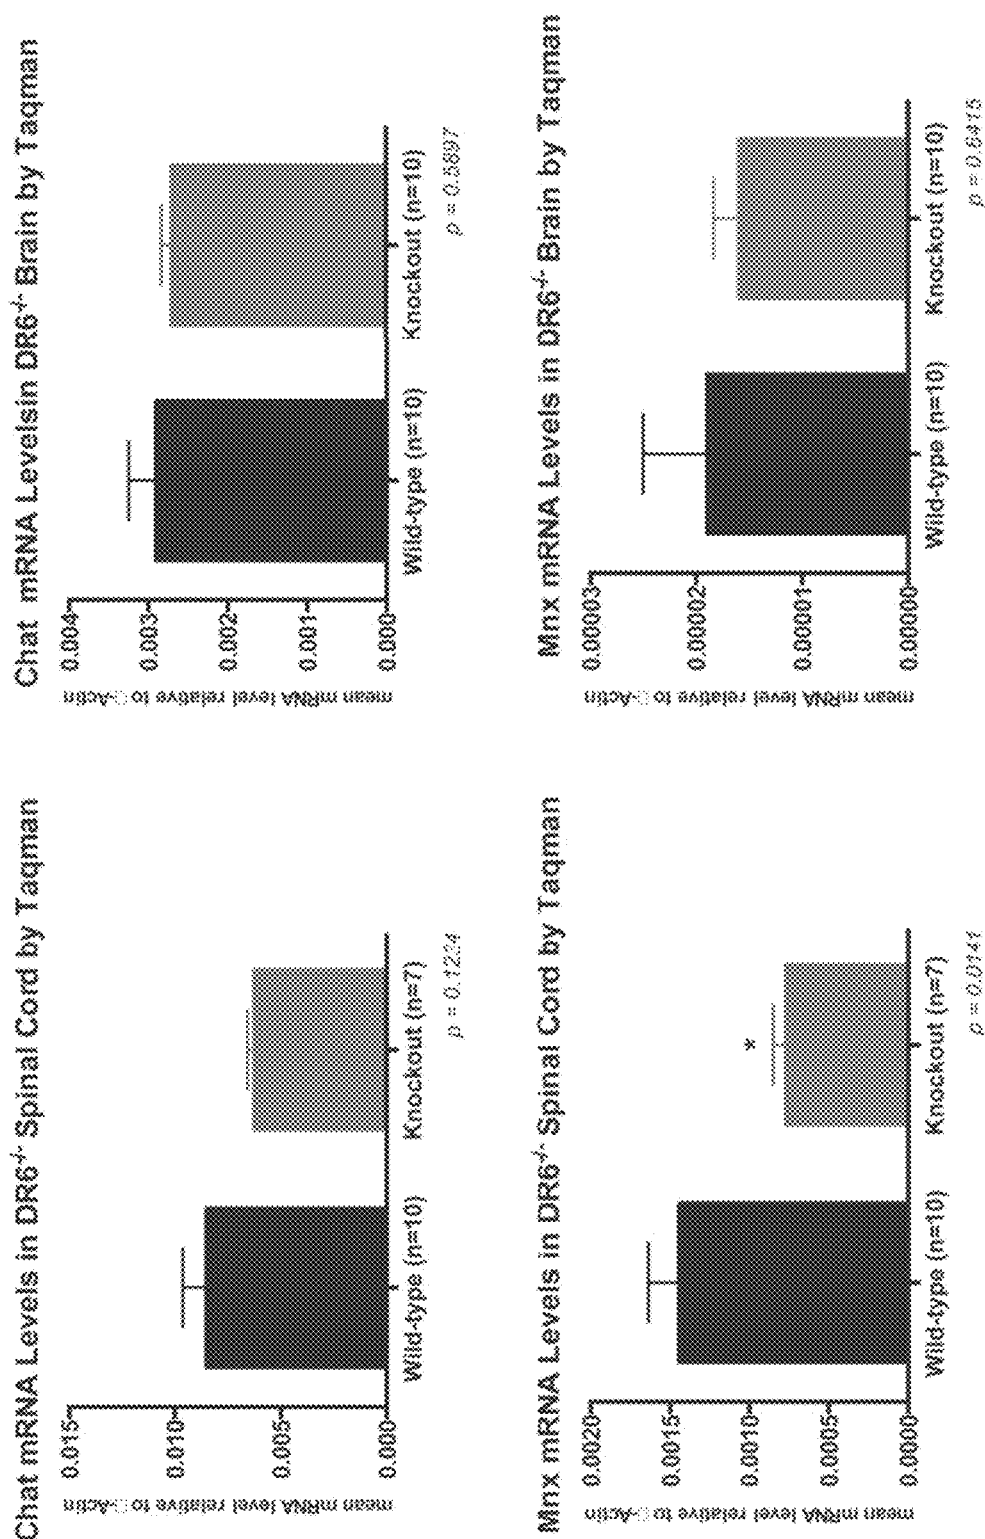 Chat mRNA Levels in DR6-/- Spinal Cord by Taqman
mean mRNA level relative to □-Actin
0.015
0.010
0.005
0.000
Wild-type (n=10)
Knockout (n=7)
p =
Chat mRNA Levelsin DR6-/- Brain by Taqman
mean mRNA level relative to □-Actin
0.004
0.003
0.002
0.001
0.000
Wild-type (n=10)
Knockout (n=10)
p = 0.5897
Mnx mRNA Levels in DR6-/- Spinal Cord by Taqman
mean mRNA level relative to □-Actin
0.0020
0.0015
0.0010
0.0005
0.0000
*
Wild-type (n=10)
Knockout (n=7)
p = 0.0141
Mnx mRNA Levels in DR6-/- Brain by Taqman
mean mRNA level relative to □-Actin
0.00003
0.00002
0.00001
0.00000
Wild-type (n=10)
Knockout (n=10)
p = 0.6415